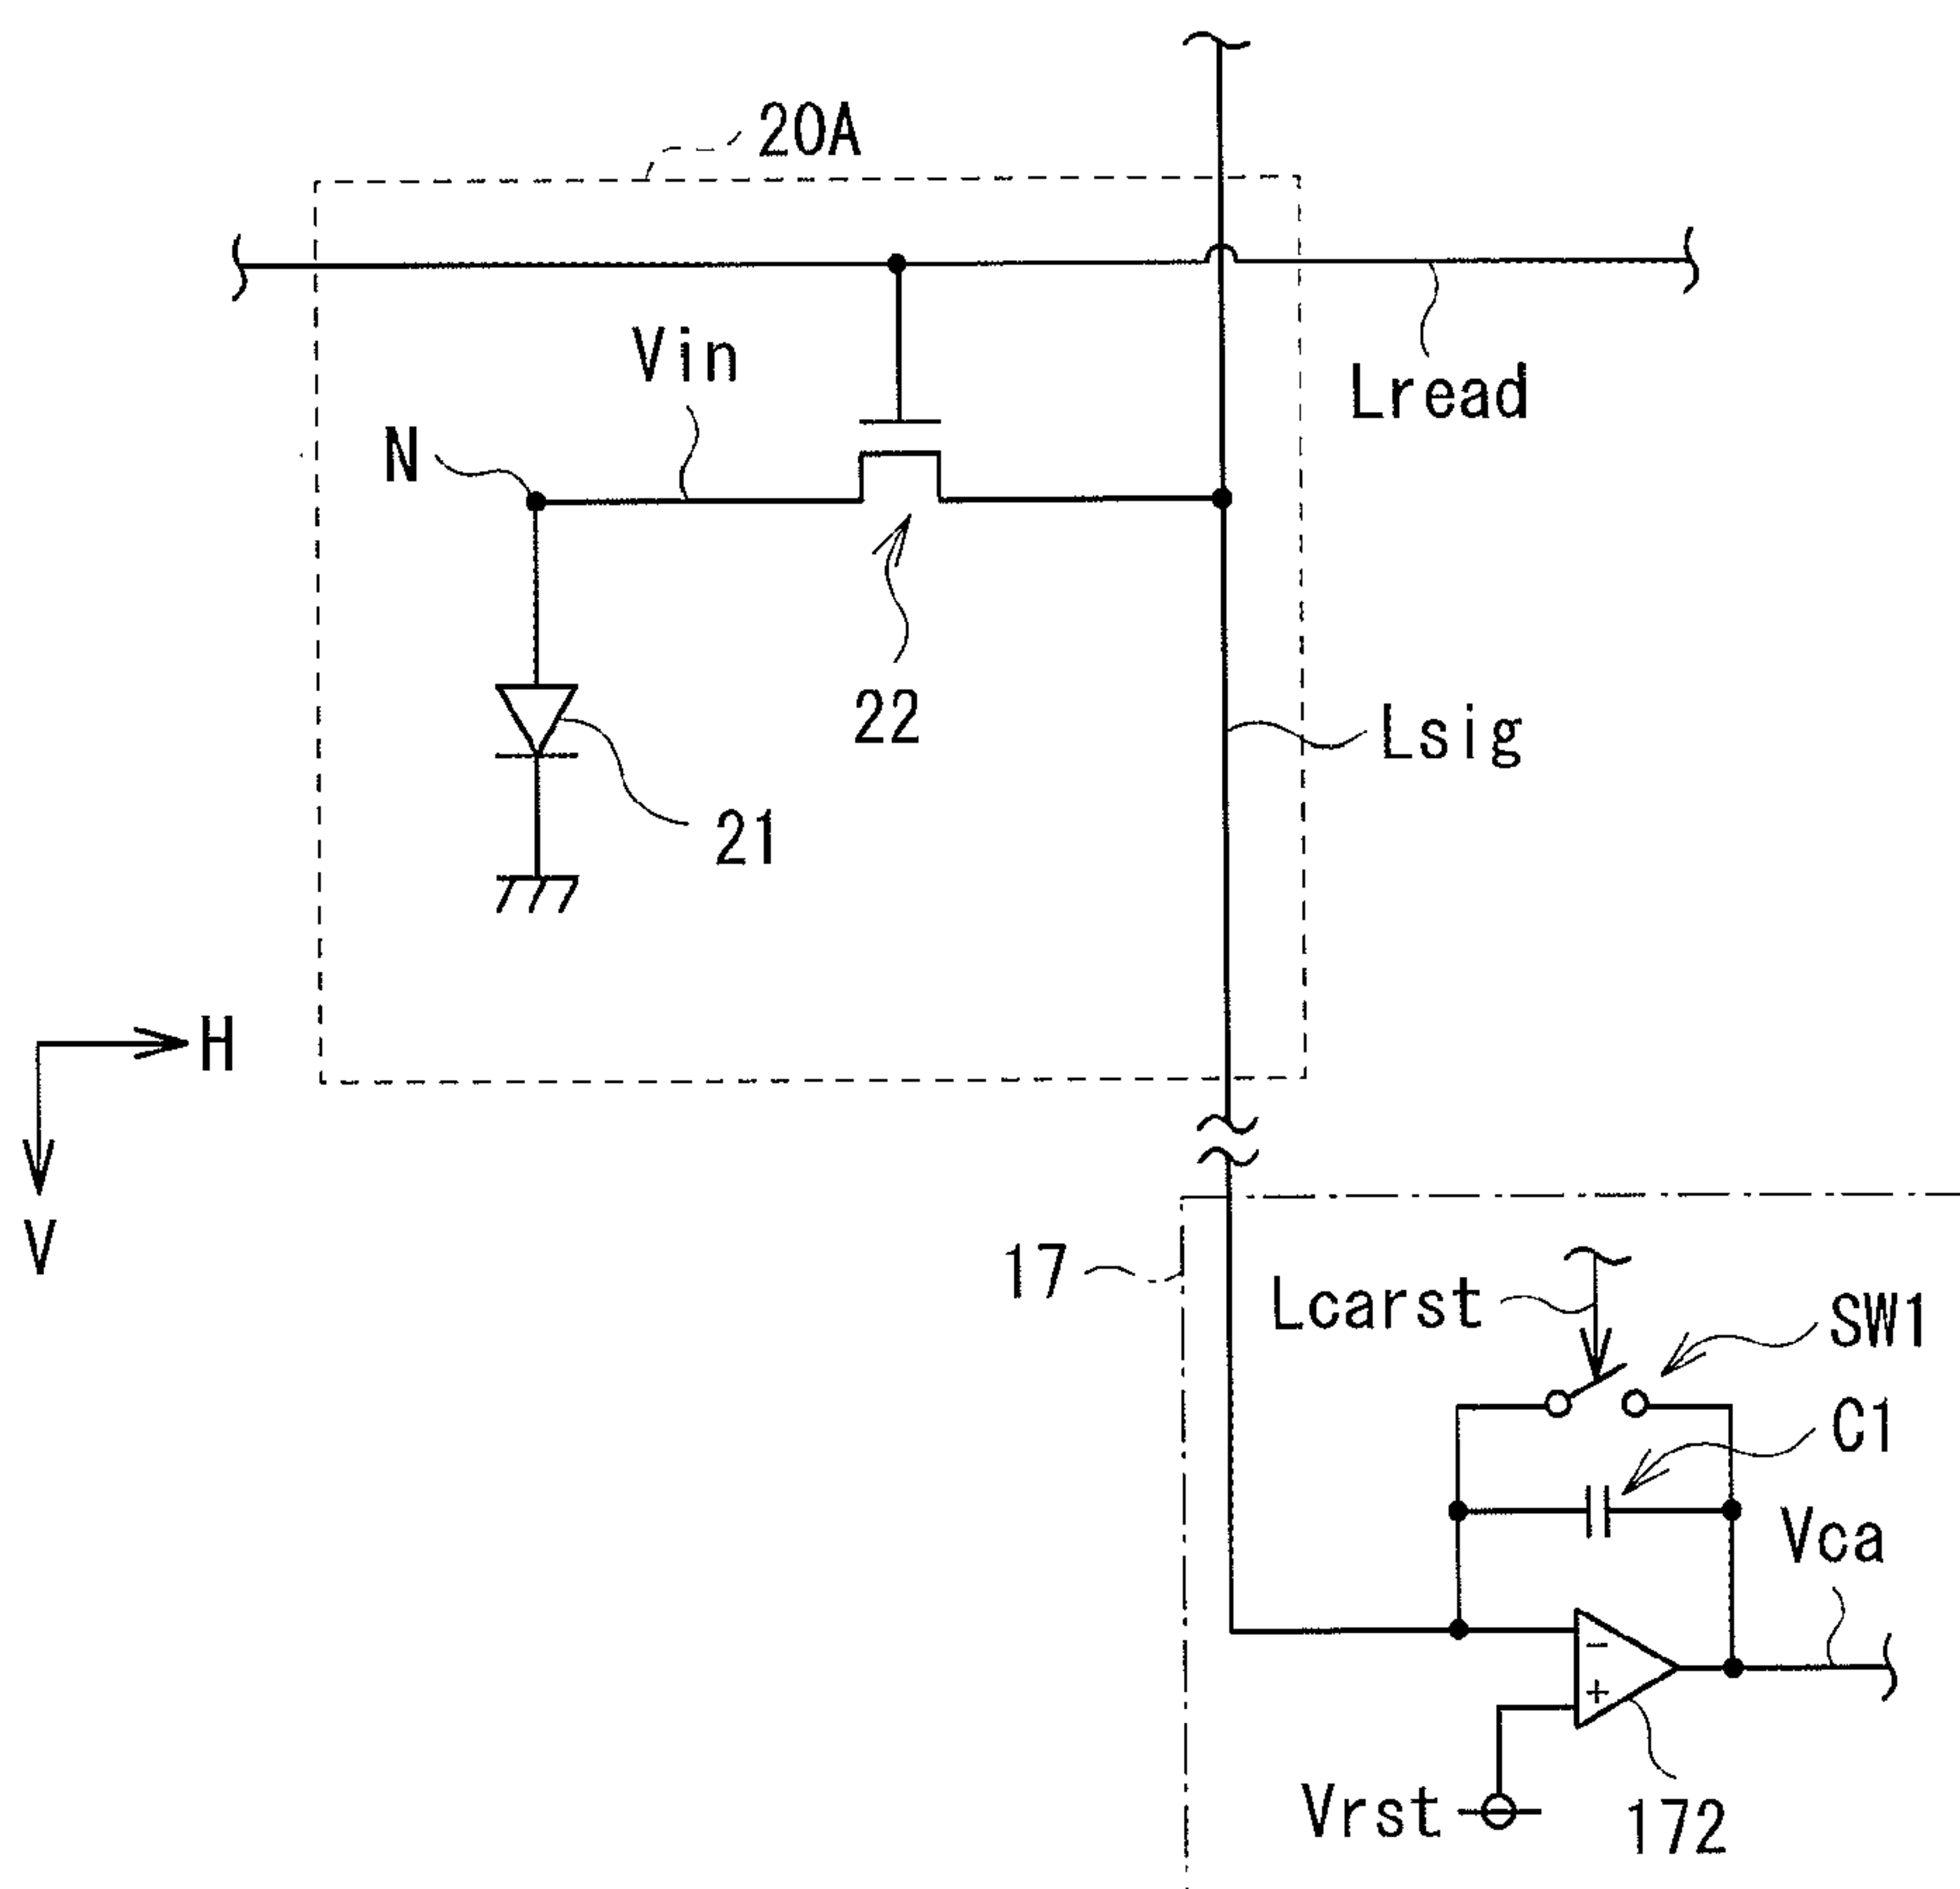 20A
Vin
Lread
N
22
Lsig
21
H
V
17
Lcarst
SW1
C1
Vca
−
+
Vrst
172